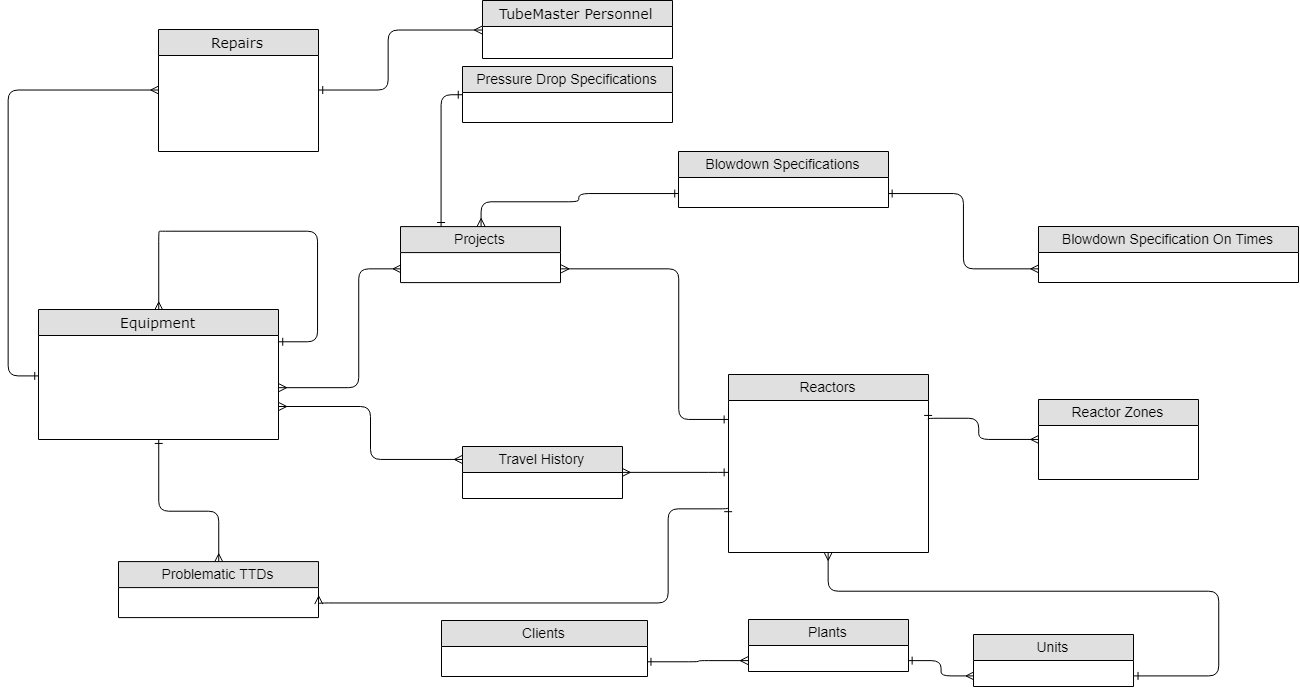 TubeMaster Personnel
Repairs
Pressure Drop Specifications
Blowdown Specifications
Projects
Blowdown Specification On Times
Equipment
Reactors
Reactor Zones
Travel History
Problematic TTDs
Clients
Plants
Units